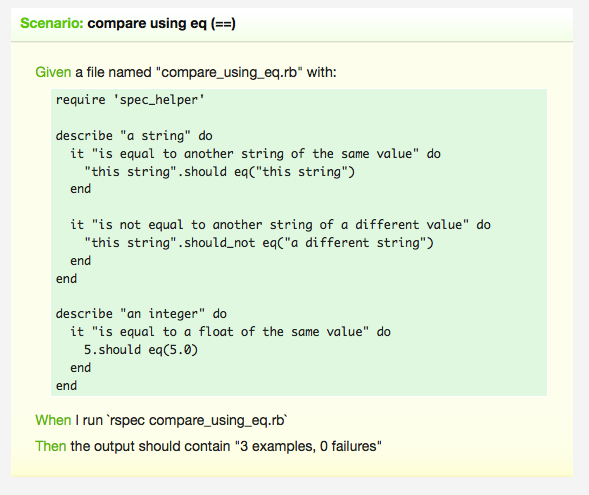 Scenario: compare using eq (==)
Given a file named "compare_using_eq.rb" with:
require 'spec_helper'
describe "a string" do
it "is equal to another string of the same value" do
"this string".should eq("this string")
end
it "is not equal to another string of a different value" do
"this string".should_not eq("a different string")
end
end
describe "an integer" do
it "is equal to a float of the same value" do
5.should eq(5.0)
end
end
When I run `rspec compare_using_eq.rb`
Then the output should contain "3 examples, 0 failures"